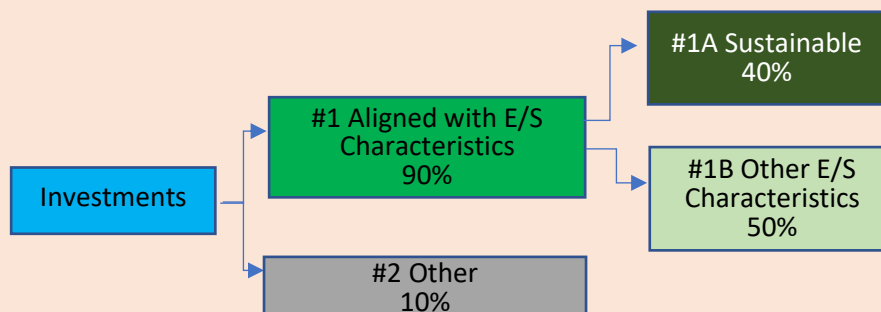 #1A Sustainable
40%
#1 Aligned with E/S
Characteristics
90%
#1B Other E/S
Characteristics
50%
Investments
#2 Other
10%